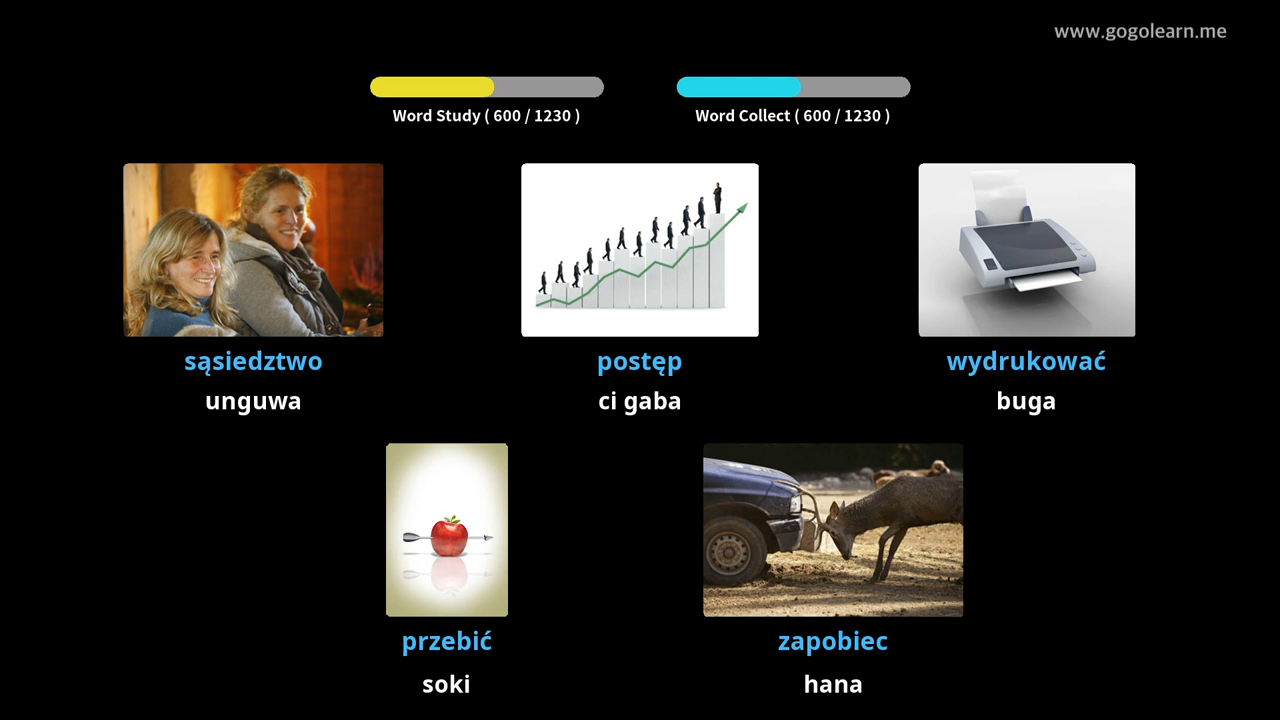 www.gogolearn.me
Word Study ( 600 / 1230 )
Word Collect ( 600 / 1230 )
sąsiedztwo
unguwa
postęp
ci gaba
wydrukować
buga
przebić
soki
zapobiec
hana